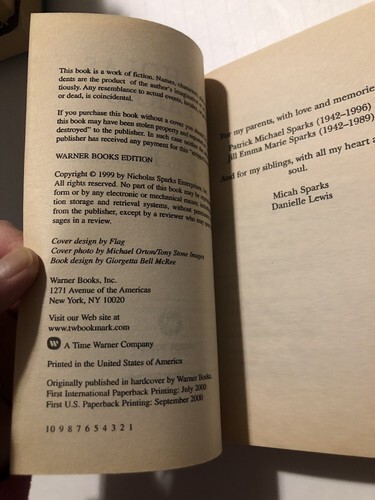 This book is a work of fiction. Names, characters
dents are the product of the author's
tiously. Any resemblance to actual events,
or dead, is coincidental.
If you purchase this book without a cover you
this book may have been stolen property and
destroyed" to the publisher. In such case neither the
publisher has received any payment for this
WARNER BOOKS EDITION
Copyright © 1999 by Nicholas Sparks Enterprises,
All rights reserved. No part of this book may be
form or by any electronic or mechanical means,
tion storage and retrieval systems, without
from the publisher, except by a reviewer who may
sages in a review.
Cover design by Flag
Cover photo by Michael Orton/Tony Stone
Book design by Giorgetta Bell McRee
Warner Books, Inc.
1271 Avenue of the Americas
New York, NY 10020
Visit our Web site at
www.twbookmark.com
A Time Warner Company
Printed in the United States of America
Originally published in hardcover by Warner Books.
First International Paperback Printing: July 2000
First U.S. Paperback Printing: September 2000
10 9 8 7 6 5 4 3 2 1
my parents, with love and memorie
Patrick Michael Sparks (1942–1996)
Jill Emma Marie Sparks (1942–1989)
And for my siblings, with all my heart a
soul.
Micah Sparks
Danielle Lewis